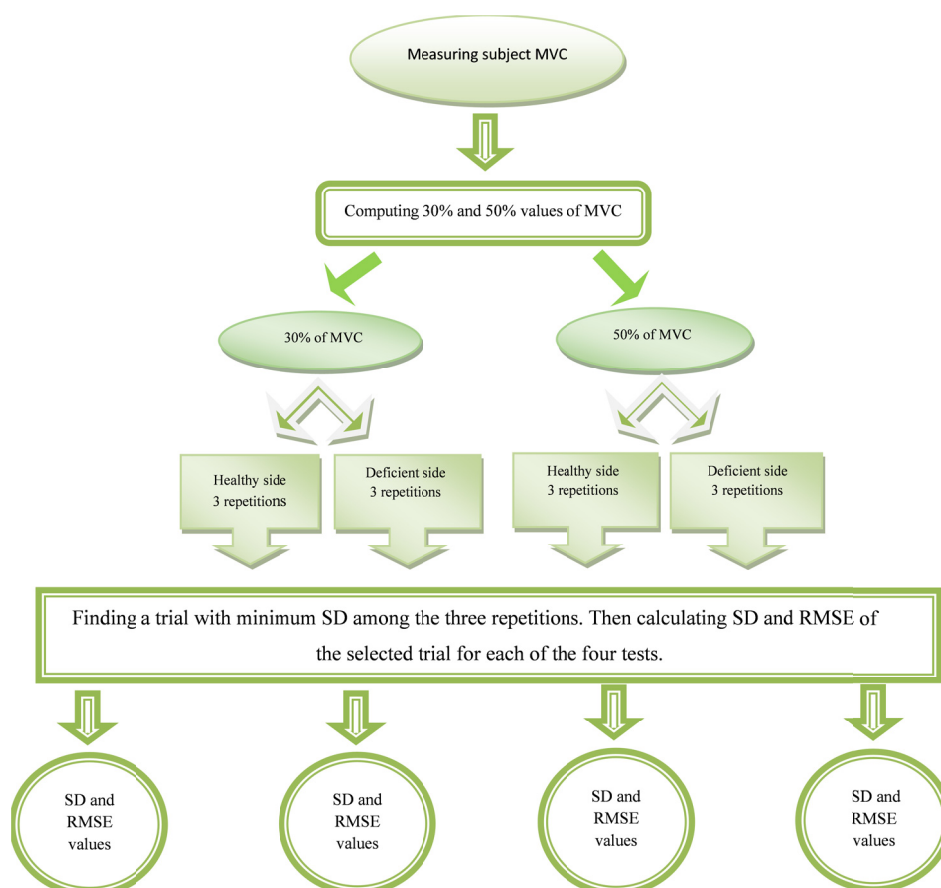 Measuring subject MVC
Computing 30% and 50% values of MVC
30% of MVC
50% of MVC
Healthy side
3 repetitions
Deficient side
3 repetitions
Healthy side
3 repetitions
Deficient side
3 repetitions
Finding a trial with minimum SD among the three repetitions. Then calculating SD and RMSE of
the selected trial for each of the four tests.
SD and
RMSE
values
SD and
RMSE
values
SD and
RMSE
values
SD and
RMSE
values